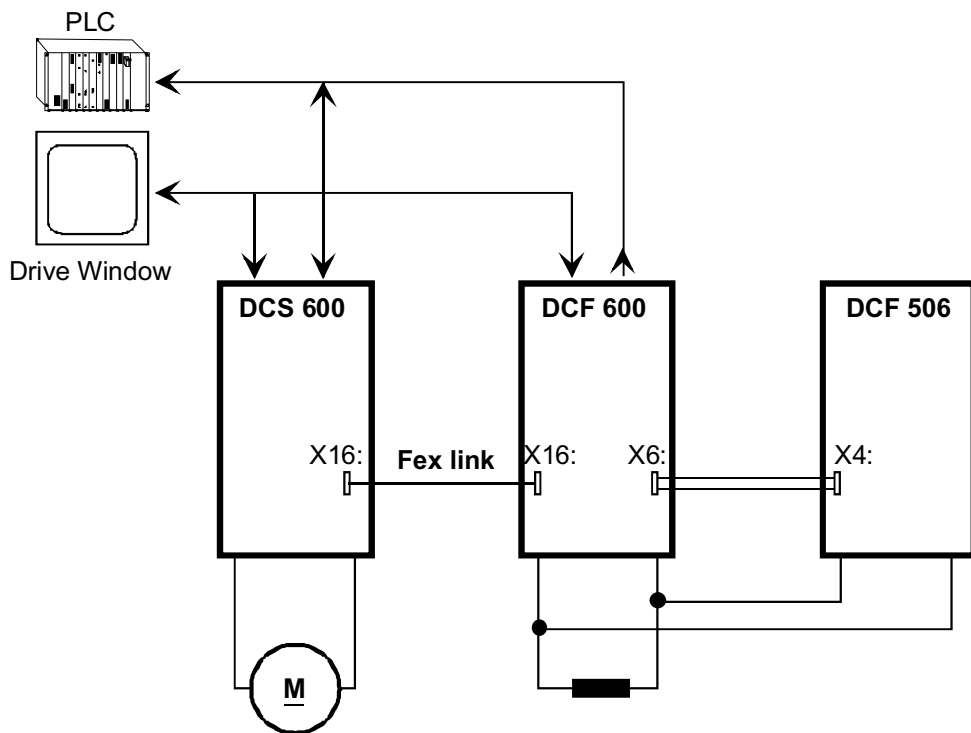 PLC
Drive Window
DCS 600
DCF 600
DCF 506
X16:
Fex link
X16:
X6:
X4:
M